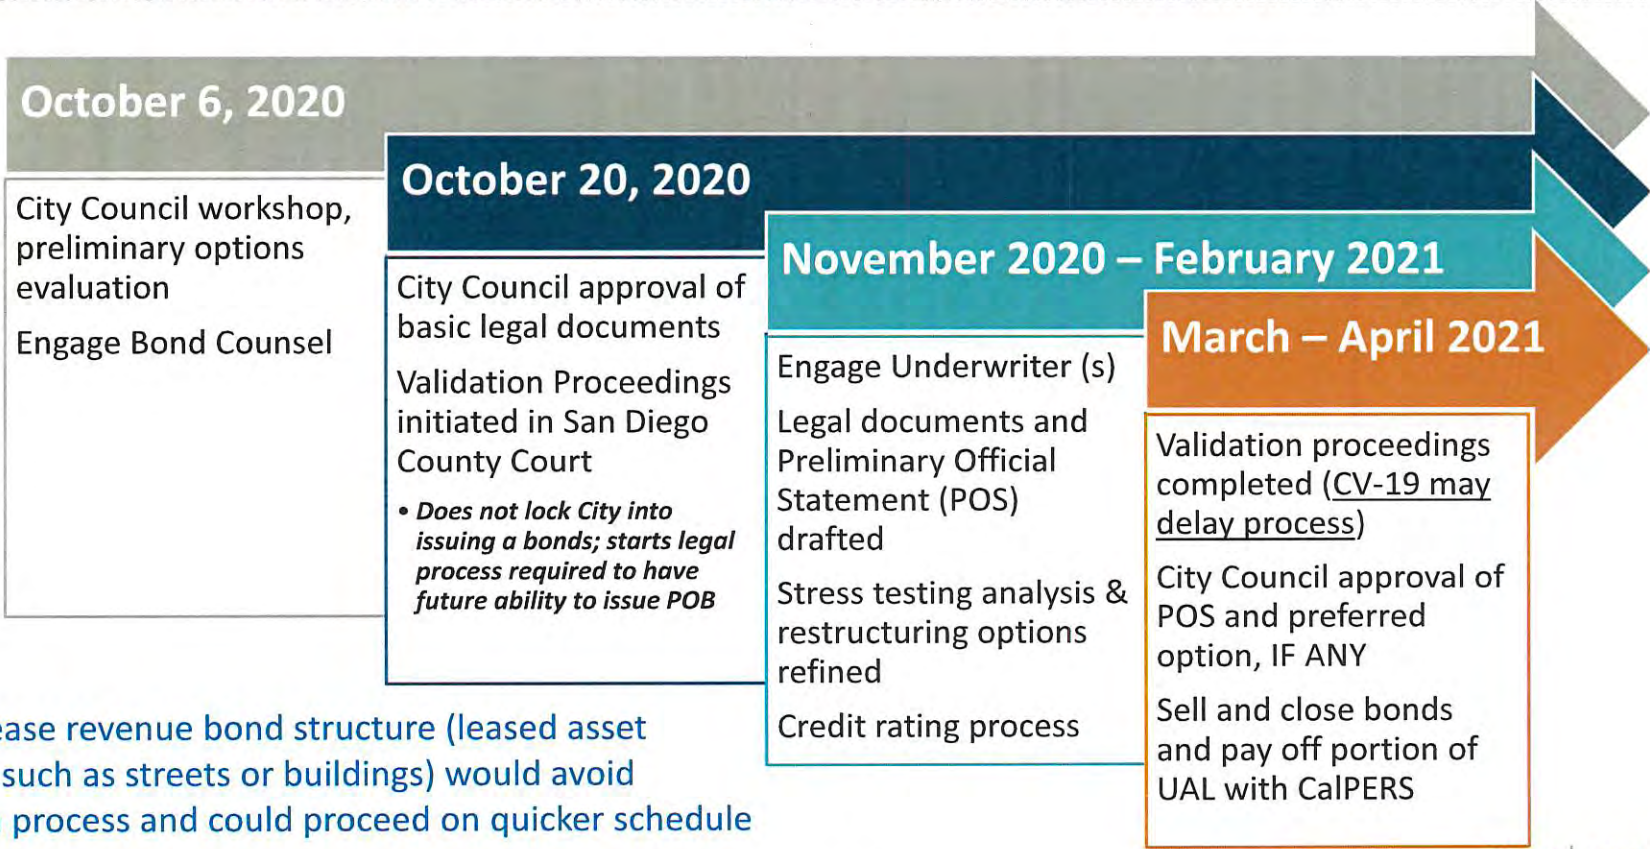 October 6, 2020
City Council workshop,
preliminary options
evaluation
Engage Bond Counsel
October 20, 2020
City Council approval of
basic legal documents
Validation Proceedings
initiated in San Diego
County Court
• Does not lock City into
issuing a bonds; starts legal
process required to have
future ability to issue POB
November 2020 – February 2021
Engage Underwriter (s)
Legal documents and
Preliminary Official
Statement (POS)
drafted
Stress testing analysis &
restructuring options
refined
Credit rating process
March – April 2021
Validation proceedings
completed (CV-19 may
delay process)
City Council approval of
POS and preferred
option, IF ANY
Sell and close bonds
and pay off portion of
UAL with CalPERS
ease revenue bond structure (leased asset
such as streets or buildings) would avoid
process and could proceed on quicker schedule